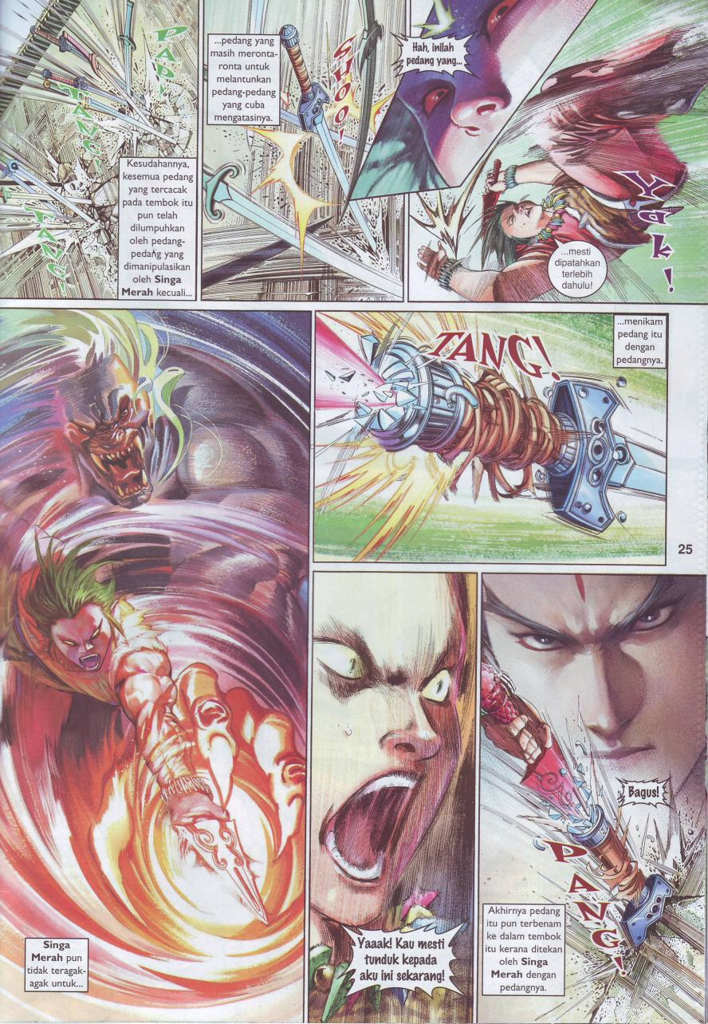 PAP!
TANG!
TANG!
Kesudahannya,
kesemua pedang
yang tercacak
pada tembok itu
pun telah
dilumpuhkan
oleh pedang-
pedang yang
dimanipulasikan
oleh Singa
Merah kecuali...
...pedang yang
masih meronta-
ronta untuk
melantunkan
pedang-pedang
yang cuba
mengatasinya.
SHOO!
Hah, inilah
pedang yang...
YAK!
...mesti
dipatahkan
terlebih
dahulu!
Singa
Merah pun
tidak teragak-
agak untuk...
TANG!
...menikam
pedang itu
dengan
pedangnya.
25
Yaaak! Kau mesti
tunduk kepada
aku ini sekarang!
Bagus!
PANG!
Akhirnya pedang
itu pun terbenam
ke dalam tembok
itu kerana ditekan
oleh Singa
Merah dengan
pedangnya.